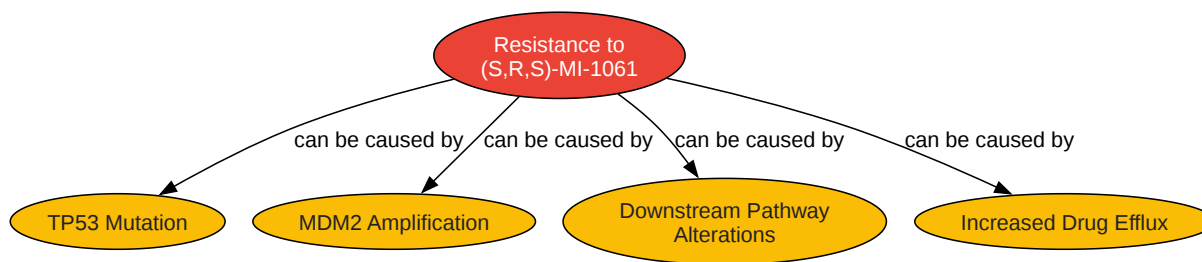 Resistance to
(S,R,S)-MI-1061
can be caused by
can be caused by
can be caused by
can be caused by
TP53 Mutation
MDM2 Amplification
Downstream Pathway
Alterations
Increased Drug Efflux